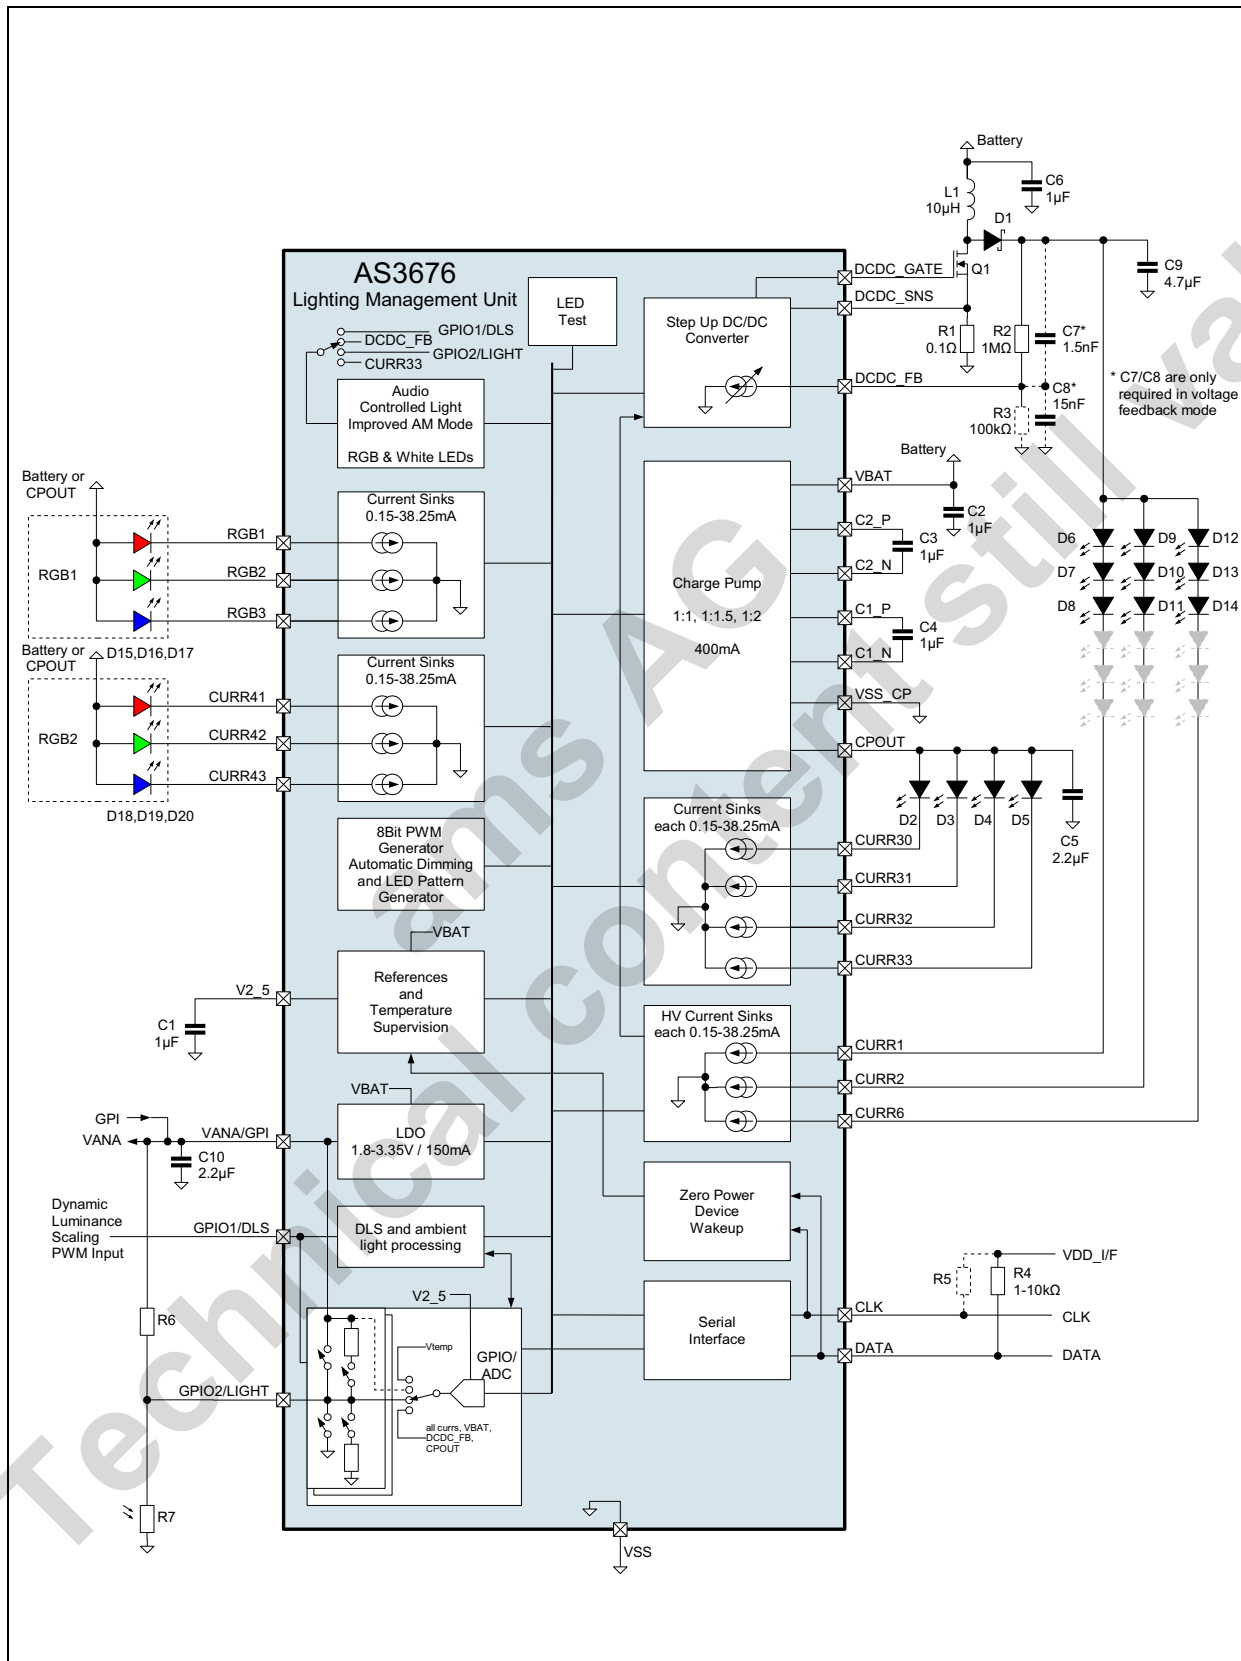 Battery
C6
1µF
L1
10µH
D1
AS3676
Lighting Management Unit
LED
Test
GPIO1/DLS
DCDC_FB
GPIO2/LIGHT
CURR33
Audio
Controlled Light
Improved AM Mode
RGB & White LEDs
Step Up DC/DC
Converter
DCDC_GATE
Q1
DCDC_SNS
C9
4.7µF
R1
0.1Ω
R2
1MΩ
C7*
1.5nF
DCDC_FB
C8*
15nF
R3
100kΩ
* C7/C8 are only
required in voltage
feedback mode
Battery or
CPOUT
RGB1
D15,D16,D17
RGB1
RGB2
RGB3
Current Sinks
0.15-38.25mA
Battery or
CPOUT
RGB2
D18,D19,D20
CURR41
CURR42
CURR43
Current Sinks
0.15-38.25mA
Charge Pump
1:1, 1:1.5, 1:2
400mA
Battery
VBAT
C2
1µF
C2_P
C3
1µF
C2_N
C1_P
C4
1µF
C1_N
VSS_CP
CPOUT
D6
D9
D12
D7
D10
D13
D8
D11
D14
D2
D3
D4
D5
C5
2.2µF
8Bit PWM
Generator
Automatic Dimming
and LED Pattern
Generator
Current Sinks
each 0.15-38.25mA
CURR30
CURR31
CURR32
CURR33
VBAT
References
and
Temperature
Supervision
V2_5
C1
1µF
HV Current Sinks
each 0.15-38.25mA
CURR1
CURR2
CURR6
VBAT
LDO
1.8-3.35V / 150mA
GPI
VANA
VANA/GPI
C10
2.2µF
Zero Power
Device
Wakeup
Dynamic
Luminance
Scaling
PWM Input
GPIO1/DLS
DLS and ambient
light processing
VDD_I/F
R5
R4
1-10kΩ
CLK
CLK
DATA
DATA
Serial
Interface
R6
V2_5
Vtemp
GPIO/
ADC
GPIO2/LIGHT
all currs, VBAT,
DCDC_FB,
CPOUT
R7
VSS
ams AG
Technical content still va